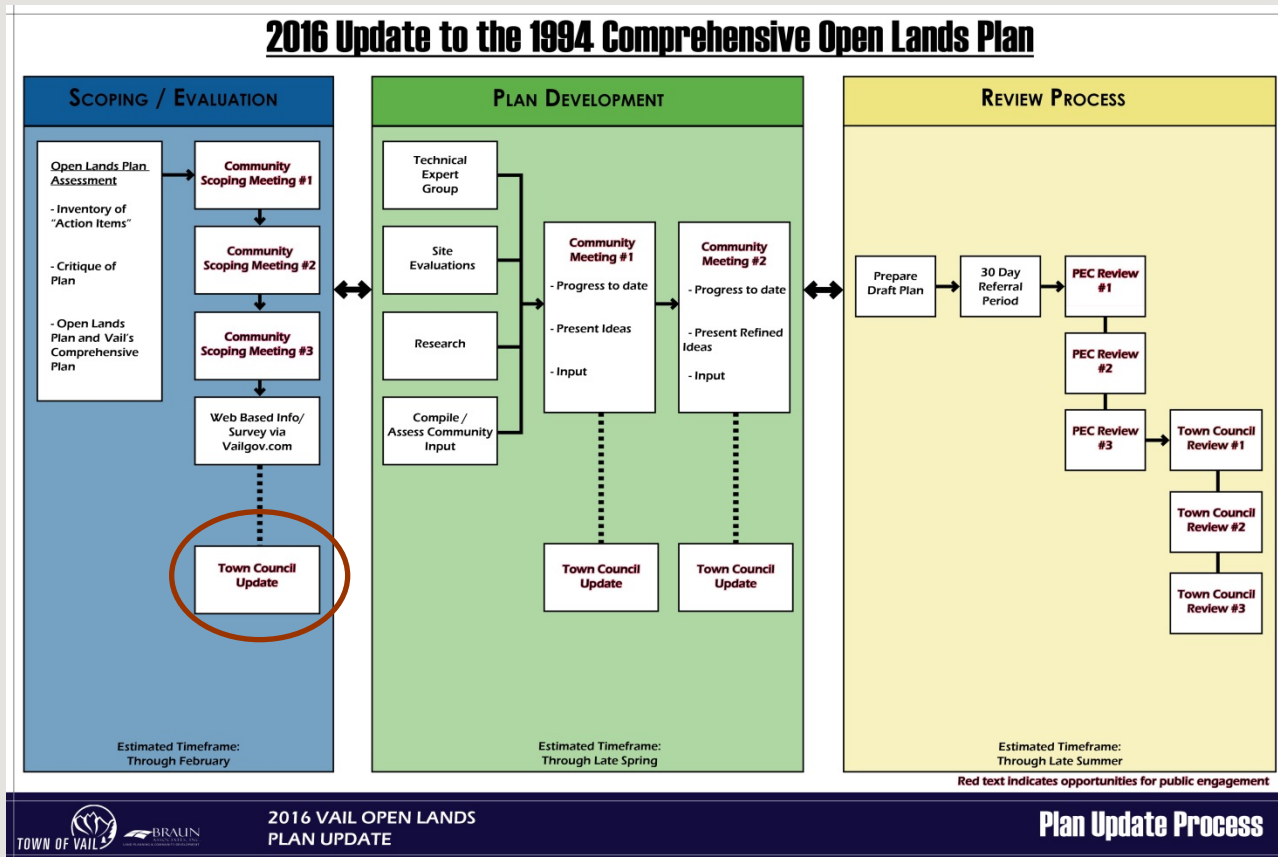 2016 Update to the 1994 Comprehensive Open Lands Plan
SCOPING / EVALUATION
Open Lands Plan
Assessment
- Inventory of
"Action Items"
- Critique of
Plan
- Open Lands
Plan and Vail's
Comprehensive
Plan
Community
Scoping Meeting #1
Community
Scoping Meeting #2
Community
Scoping Meeting #3
Web Based Info/
Survey via
Vailgov.com
Town Council
Update
Estimated Timeframe:
Through February
PLAN DEVELOPMENT
Technical
Expert
Group
Site
Evaluations
Research
Compile /
Assess Community
Input
Community
Meeting #1
- Progress to date
- Present Ideas
- Input
Community
Meeting #2
- Progress to date
- Present Refined
Ideas
- Input
Town Council
Update
Town Council
Update
Estimated Timeframe:
Through Late Spring
REVIEW PROCESS
Prepare
Draft Plan
30 Day
Referral
Period
PEC Review
#1
PEC Review
#2
PEC Review
#3
Town Council
Review #1
Town Council
Review #2
Town Council
Review #3
Estimated Timeframe:
Through Late Summer
Red text indicates opportunities for public engagement
TOWN OF VAIL
BRAUN
2016 VAIL OPEN LANDS
PLAN UPDATE
Plan Update Process